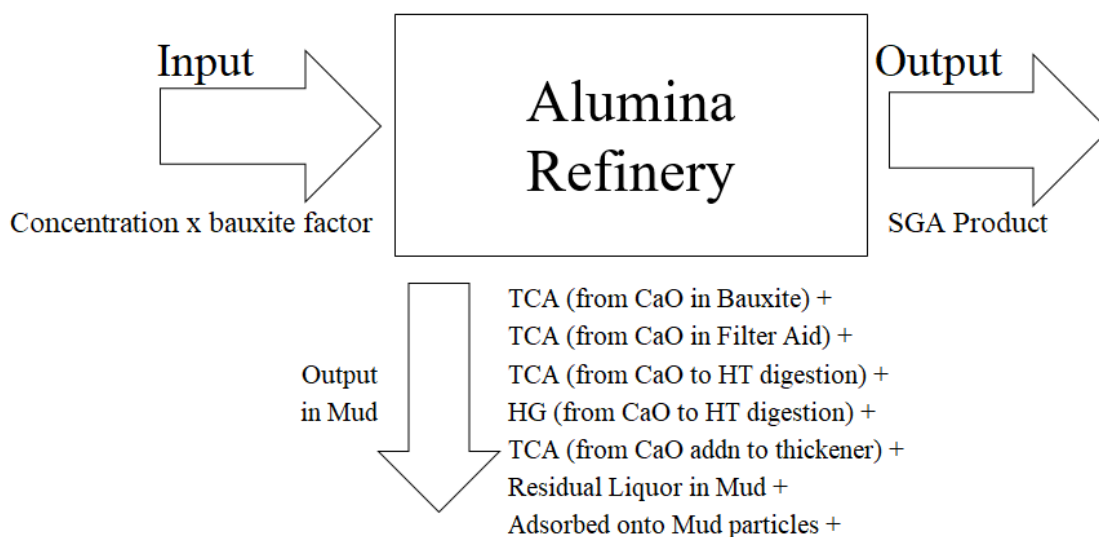 Input
Concentration x bauxite factor
Alumina
Refinery
Output
SGA Product
Output
in Mud
TCA (from CaO in Bauxite) +
TCA (from CaO in Filter Aid) +
TCA (from CaO to HT digestion) +
HG (from CaO to HT digestion) +
TCA (from CaO addn to thickener) +
Residual Liquor in Mud +
Adsorbed onto Mud particles +